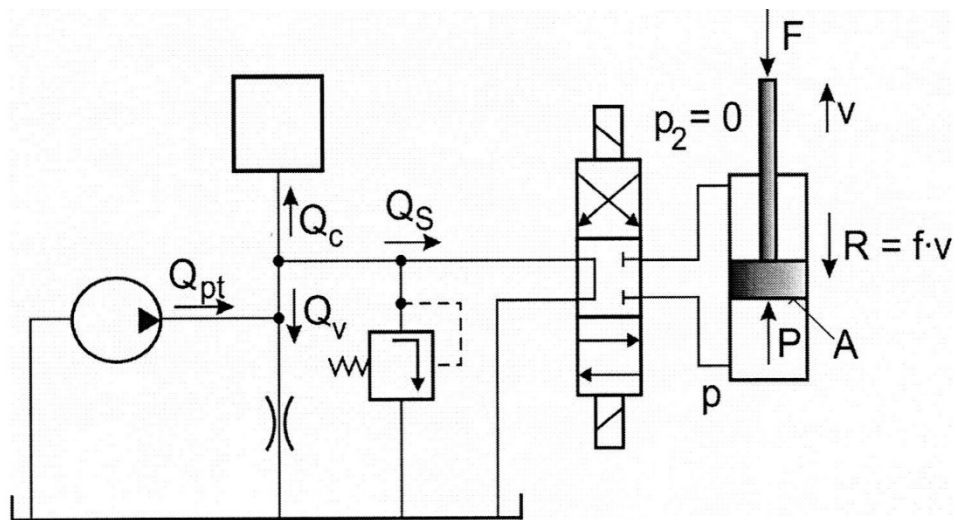 F
p₂ = 0
v
Q_c
Q_S
R = f·v
Q_pt
Q_v
P
A
p